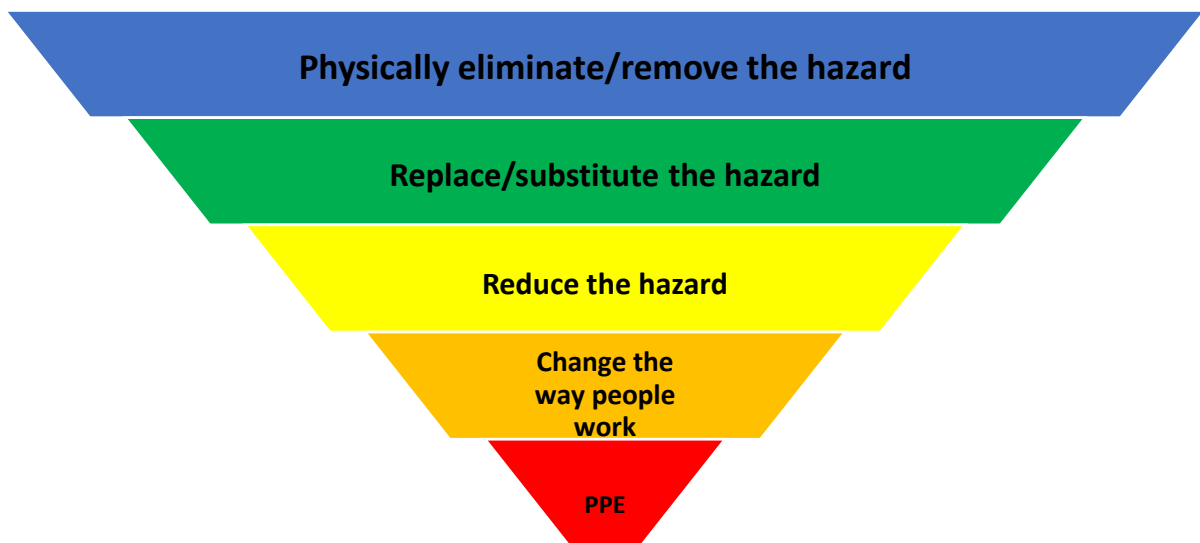 Physically eliminate/remove the hazard
Replace/substitute the hazard
Reduce the hazard
Change the
way people
work
PPE